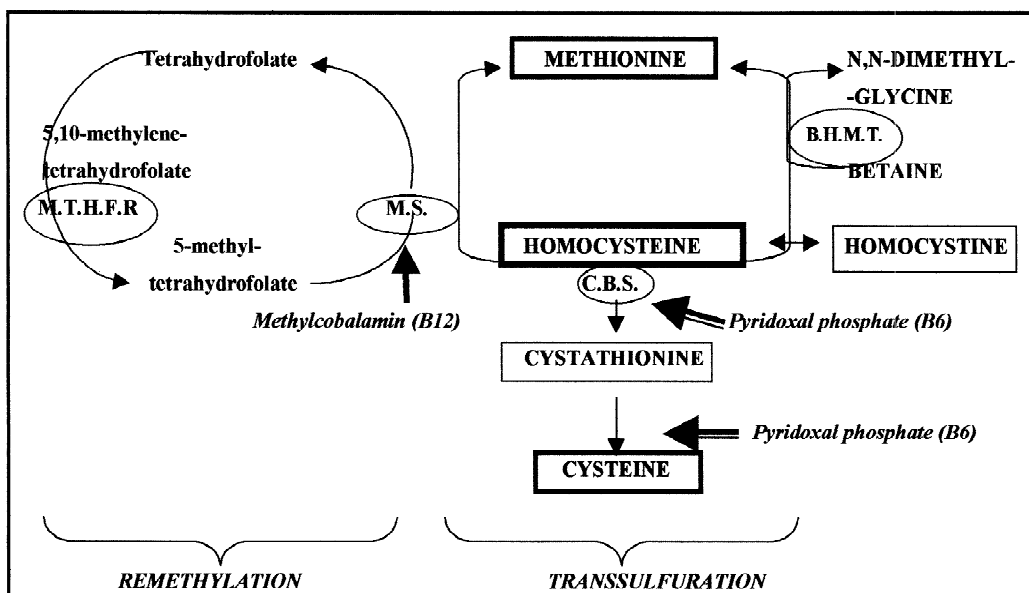 Tetrahydrofolate
METHIONINE
N,N-DIMETHYL-
-GLYCINE
5,10-methylene-
tetrahydrofolate
B.H.M.T.
BETAINE
M.T.H.F.R
M.S.
5-methyl-
tetrahydrofolate
HOMOCYSTEINE
HOMOCYSTINE
C.B.S.
Methylcobalamin (B12)
Pyridoxal phosphate (B6)
CYSTATHIONINE
Pyridoxal phosphate (B6)
CYSTEINE
REMETHYLATION
TRANSSULFURATION